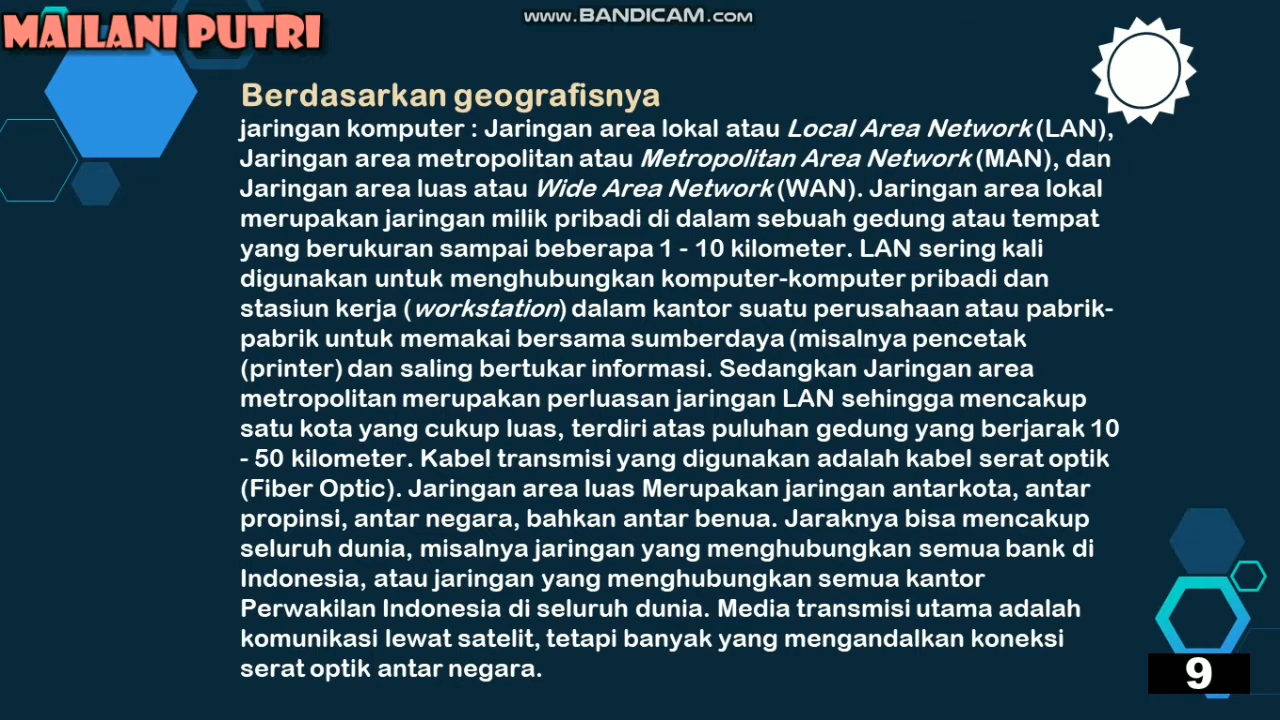 MAILANI PUTRI
www.BANDICAM.com
Berdasarkan geografisnya
jaringan komputer : Jaringan area lokal atau Local Area Network (LAN),
Jaringan area metropolitan atau Metropolitan Area Network (MAN), dan
Jaringan area luas atau Wide Area Network (WAN). Jaringan area lokal
merupakan jaringan milik pribadi di dalam sebuah gedung atau tempat
yang berukuran sampai beberapa 1 - 10 kilometer. LAN sering kali
digunakan untuk menghubungkan komputer-komputer pribadi dan
stasiun kerja (workstation) dalam kantor suatu perusahaan atau pabrik-
pabrik untuk memakai bersama sumberdaya (misalnya pencetak
(printer) dan saling bertukar informasi. Sedangkan Jaringan area
metropolitan merupakan perluasan jaringan LAN sehingga mencakup
satu kota yang cukup luas, terdiri atas puluhan gedung yang berjarak 10
- 50 kilometer. Kabel transmisi yang digunakan adalah kabel serat optik
(Fiber Optic). Jaringan area luas Merupakan jaringan antarkota, antar
propinsi, antar negara, bahkan antar benua. Jaraknya bisa mencakup
seluruh dunia, misalnya jaringan yang menghubungkan semua bank di
Indonesia, atau jaringan yang menghubungkan semua kantor
Perwakilan Indonesia di seluruh dunia. Media transmisi utama adalah
komunikasi lewat satelit, tetapi banyak yang mengandalkan koneksi
serat optik antar negara.
9